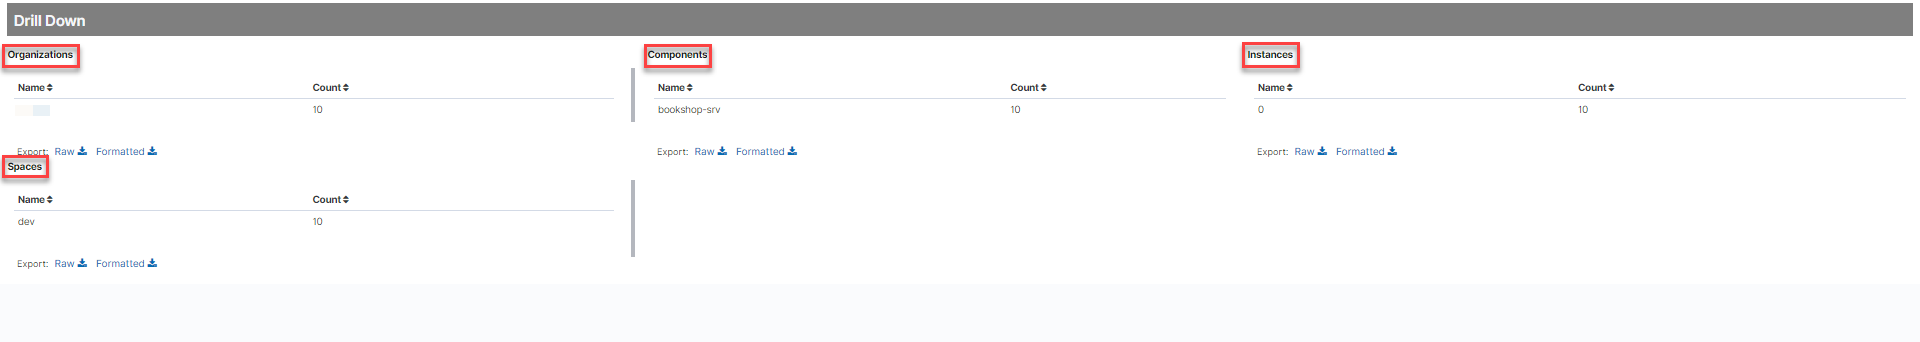 Drill Down
Organizations
Name Count
10
Export: Raw Formatted
Spaces
Name Count
dev 10
Export: Raw Formatted
Components
Name Count
bookshop-srv 10
Export: Raw Formatted
Instances
Name Count
0 10
Export: Raw Formatted